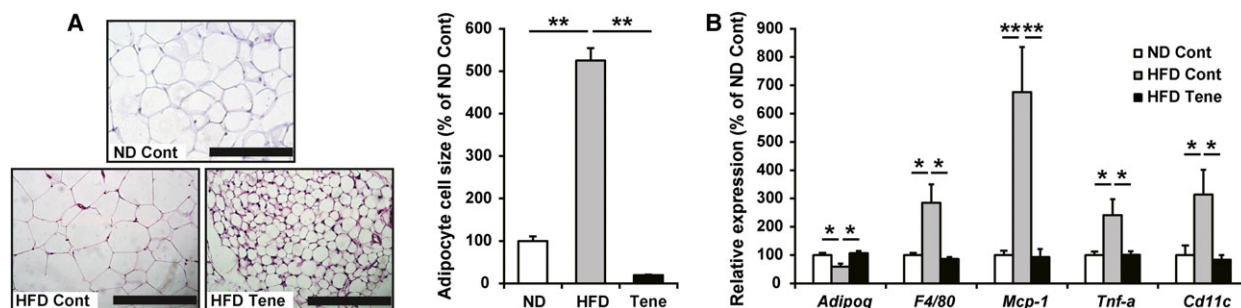 A
ND Cont
HFD Cont
HFD Tene
Adipocyte cell size (% of ND Cont)
600
500
400
300
200
100
0
** **
ND HFD Tene
B
Relative expression (% of ND Cont)
900
800
700
600
500
400
300
200
100
0
ND Cont
HFD Cont
HFD Tene
* *
* *
** **
* *
* *
Adipoq F4/80 Mcp-1 Tnf-a Cd11c